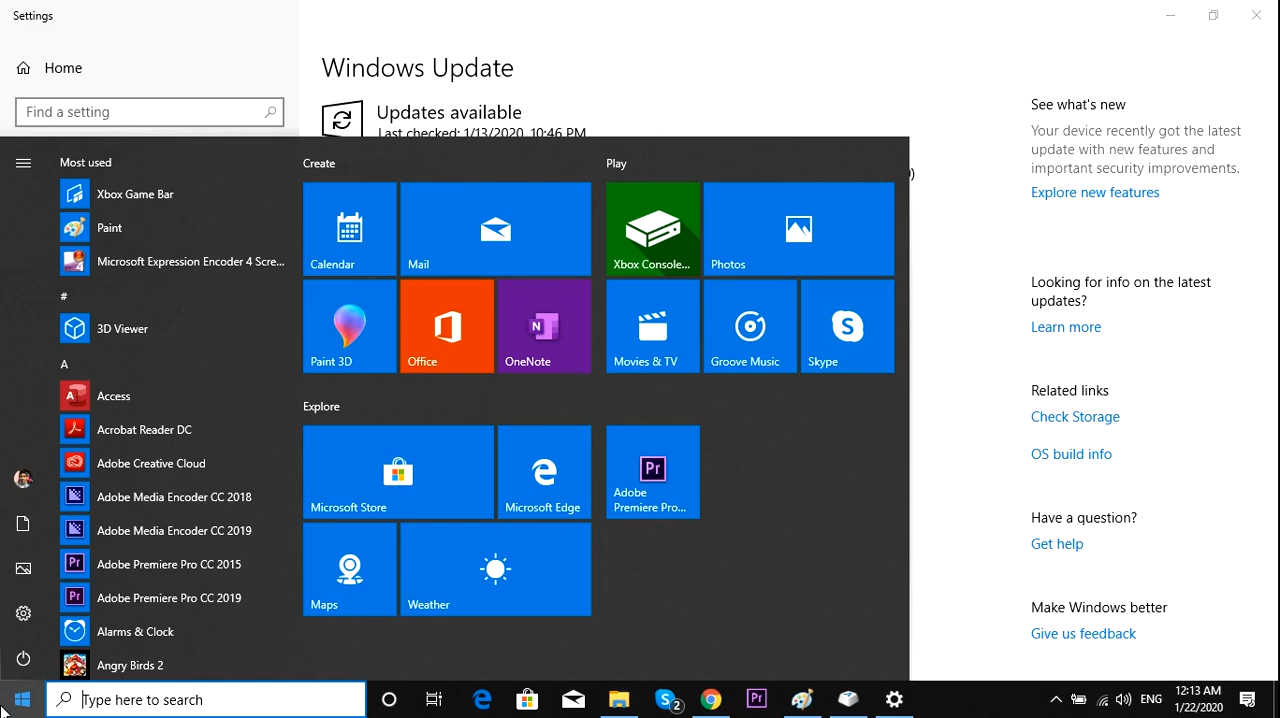 Settings
Home
Find a setting
Windows Update
Updates available
Last checked: 1/13/2020, 10:46 PM
)
See what's new
Your device recently got the latest
update with new features and
important security improvements.
Explore new features
Looking for info on the latest
updates?
Learn more
Related links
Check Storage
OS build info
Have a question?
Get help
Make Windows better
Give us feedback
Most used
Xbox Game Bar
Paint
Microsoft Expression Encoder 4 Scre...
#
3D Viewer
A
Access
Acrobat Reader DC
Adobe Creative Cloud
Adobe Media Encoder CC 2018
Adobe Media Encoder CC 2019
Adobe Premiere Pro CC 2015
Adobe Premiere Pro CC 2019
Alarms & Clock
Angry Birds 2
Create
Calendar
Mail
Paint 3D
Office
N
OneNote
Explore
Microsoft Store
Microsoft Edge
Maps
Weather
Play
Xbox Console...
Photos
Movies & TV
Groove Music
S
Skype
Pr
Adobe
Premiere Pro...
Type here to search
2
Pr
ENG
12:13 AM
1/22/2020